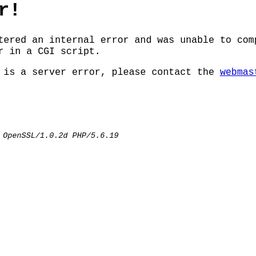 r!
tered an internal error and was unable to comp
r in a CGI script.
is a server error, please contact the webmast
OpenSSL/1.0.2d PHP/5.6.19